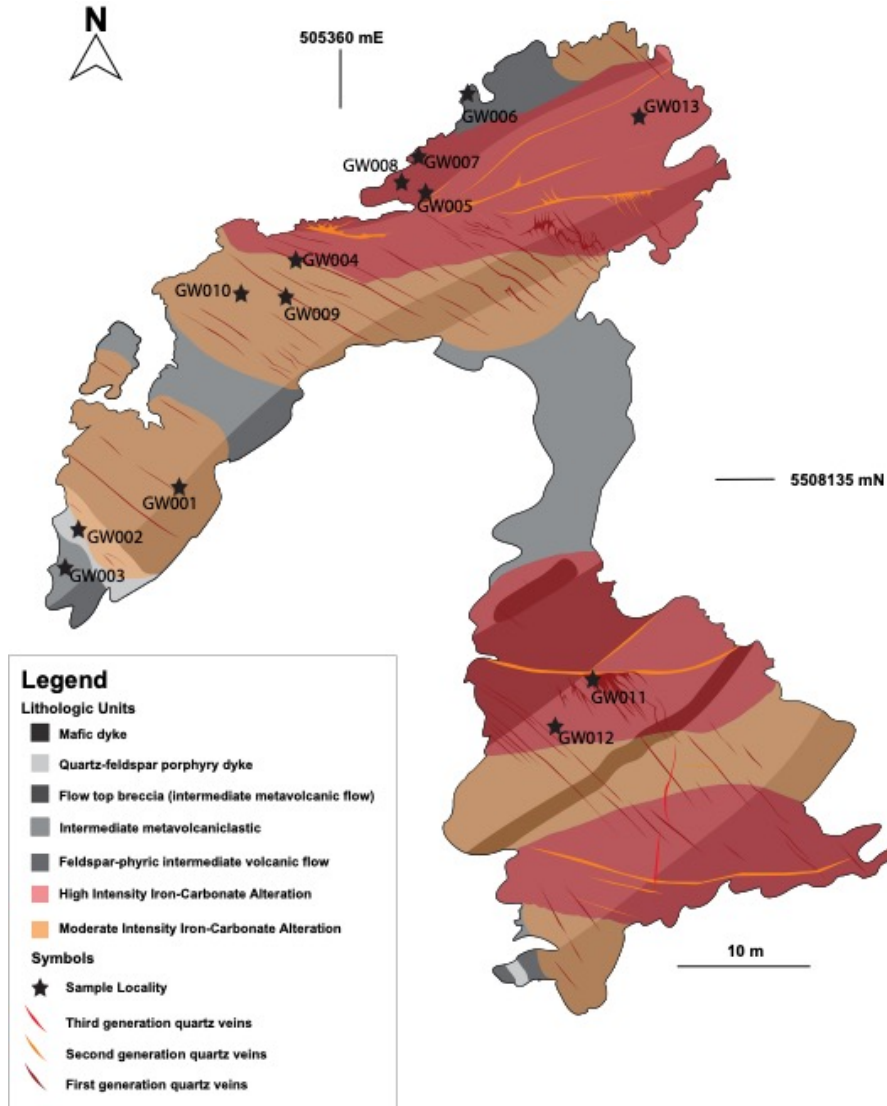 N
505360 mE
GW006
GW013
GW008
GW007
GW005
GW004
GW010
GW009
5508135 mN
GW001
GW002
GW003
GW011
GW012
10 m
Legend
Lithologic Units
Mafic dyke
Quartz-feldspar porphyry dyke
Flow top breccia (intermediate metavolcanic flow)
Intermediate metavolcaniclastic
Feldspar-phyric intermediate volcanic flow
High Intensity Iron-Carbonate Alteration
Moderate Intensity Iron-Carbonate Alteration
Symbols
Sample Locality
Third generation quartz veins
Second generation quartz veins
First generation quartz veins